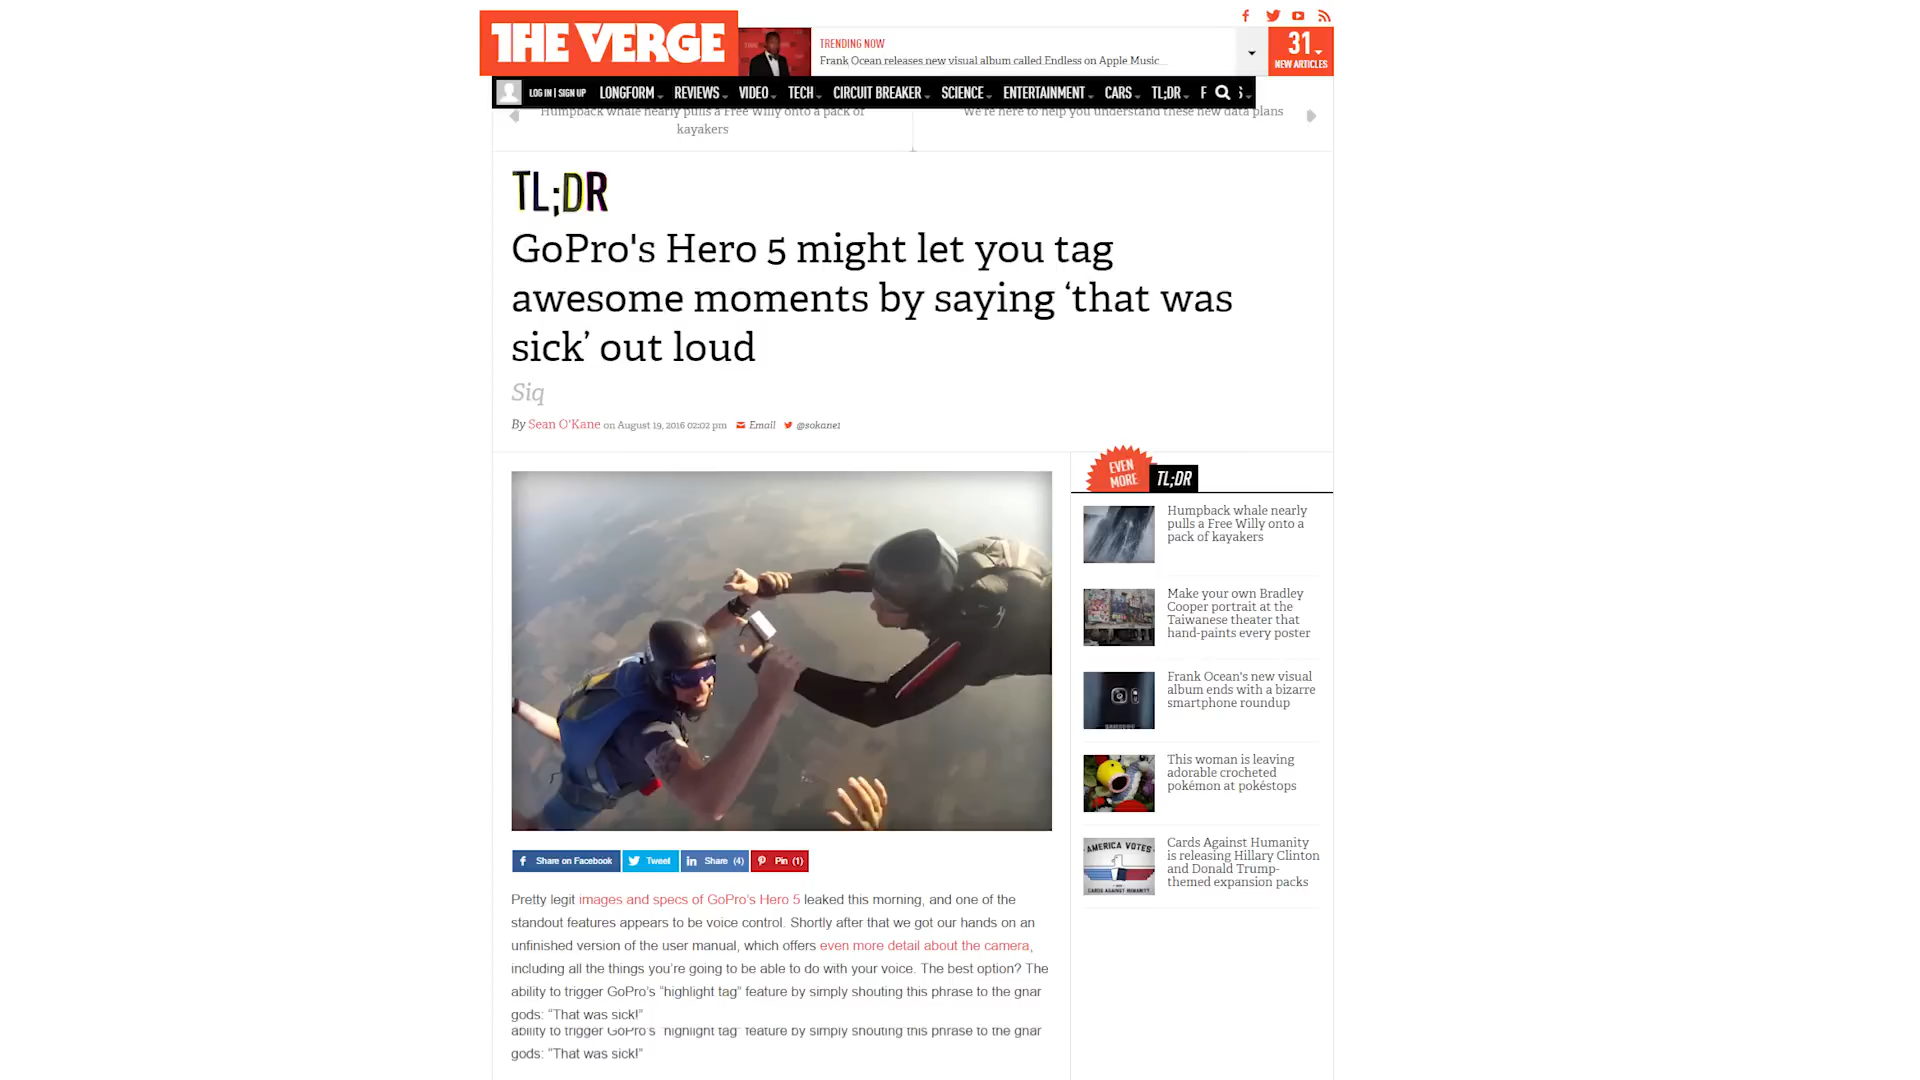 THE VERGE
TRENDING NOW
Frank Ocean releases new visual album called Endless on Apple Music
31
NEW ARTICLES
LOG IN | SIGN UP LONGFORM REVIEWS VIDEO TECH CIRCUIT BREAKER SCIENCE ENTERTAINMENT CARS TL;DR F S
Humpback whale nearly pulls a Free Willy onto a pack of
kayakers
We're here to help you understand these new data plans
TL;DR
GoPro's Hero 5 might let you tag
awesome moments by saying ‘that was
sick’ out loud
Siq
By Sean O'Kane on August 19, 2016 02:02 pm Email @sokane1
Share on Facebook Tweet Share (4) Pin (1)
Pretty legit images and specs of GoPro's Hero 5 leaked this morning, and one of the
standout features appears to be voice control. Shortly after that we got our hands on an
unfinished version of the user manual, which offers even more detail about the camera,
including all the things you're going to be able to do with your voice. The best option? The
ability to trigger GoPro's “highlight tag” feature by simply shouting this phrase to the gnar
gods: “That was sick!”
ability to trigger GoPro's “highlight tag” feature by simply shouting this phrase to the gnar
gods: “That was sick!”
EVEN
MORE
TL;DR
Humpback whale nearly
pulls a Free Willy onto a
pack of kayakers
Make your own Bradley
Cooper portrait at the
Taiwanese theater that
hand-paints every poster
Frank Ocean's new visual
album ends with a bizarre
smartphone roundup
SAMSUNG
This woman is leaving
adorable crocheted
pokémon at pokéstops
AMERICA VOTES
CARDS AGAINST HUMANITY
Cards Against Humanity
is releasing Hillary Clinton
and Donald Trump-
themed expansion packs